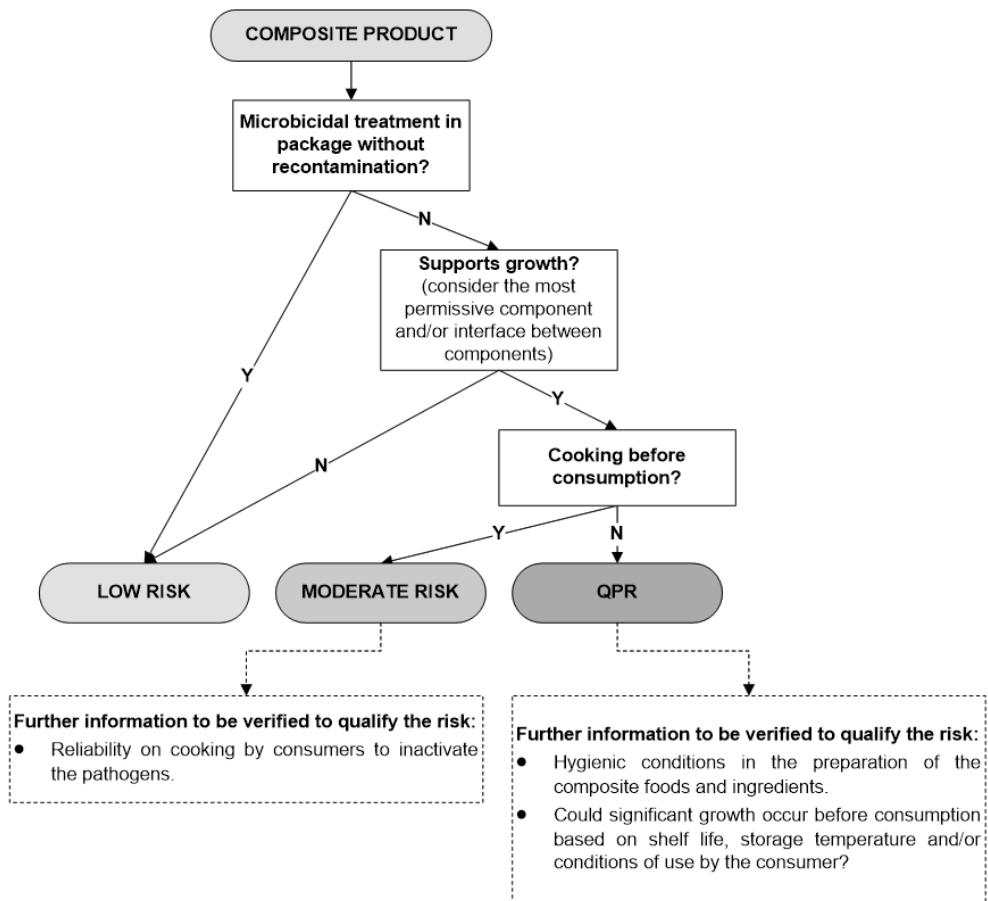 COMPOSITE PRODUCT
Microbicidal treatment in
package without
recontamination?
N
Supports growth?
(consider the most
permissive component
and/or interface between
components)
Y
Y
N
Cooking before
consumption?
Y
N
LOW RISK
MODERATE RISK
QPR
Further information to be verified to qualify the risk:
● Reliability on cooking by consumers to inactivate
the pathogens.
Further information to be verified to qualify the risk:
● Hygienic conditions in the preparation of the
composite foods and ingredients.
● Could significant growth occur before consumption
based on shelf life, storage temperature and/or
conditions of use by the consumer?